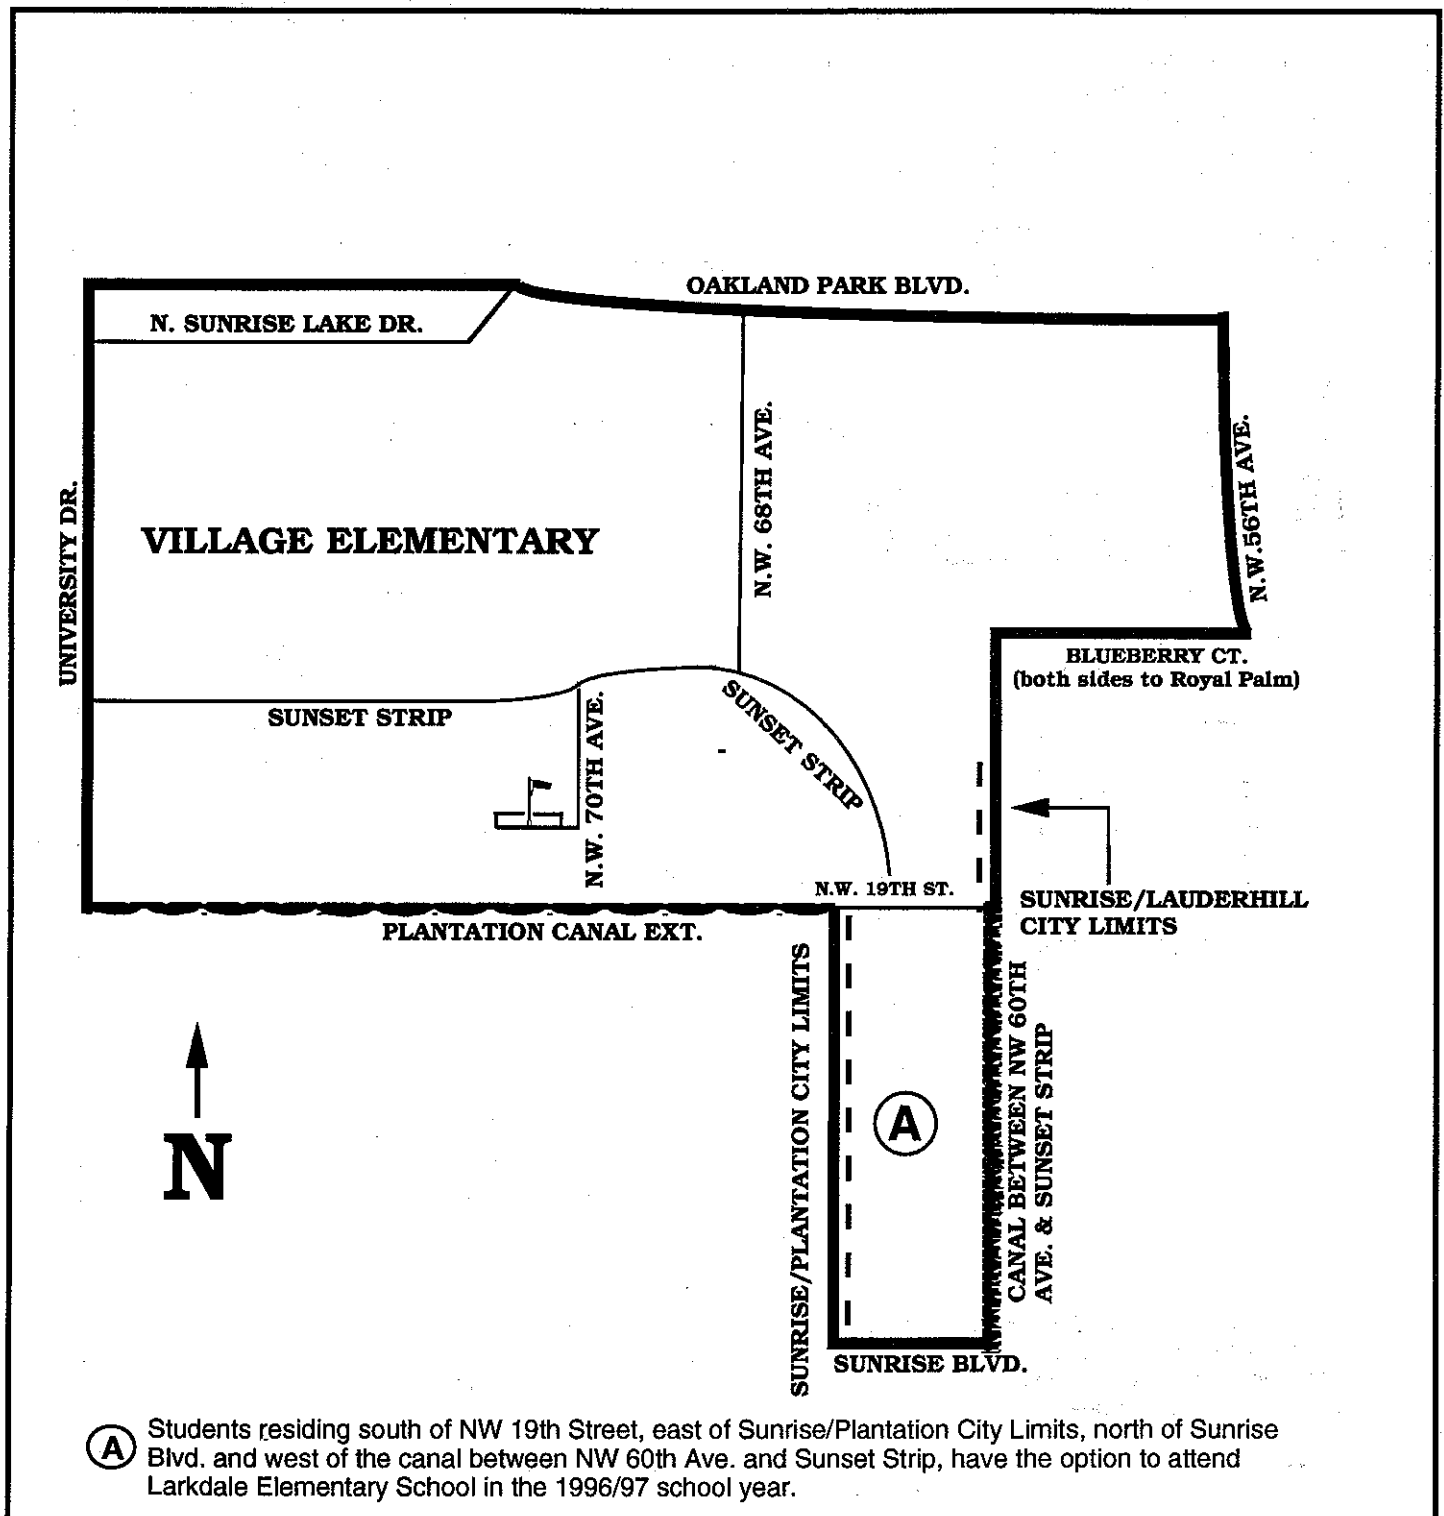 OAKLAND PARK BLVD.
N. SUNRISE LAKE DR.
N.W. 68TH AVE.
N.W.56TH AVE.
UNIVERSITY DR.
VILLAGE ELEMENTARY
BLUEBERRY CT.
(both sides to Royal Palm)
SUNSET STRIP
SUNSET STRIP
N.W. 70TH AVE.
N.W. 19TH ST.
SUNRISE/LAUDERHILL
CITY LIMITS
PLANTATION CANAL EXT.
SUNRISE/PLANTATION CITY LIMITS
CANAL BETWEEN NW 60TH
AVE. & SUNSET STRIP
A
N
SUNRISE BLVD.
A
Students residing south of NW 19th Street, east of Sunrise/Plantation City Limits, north of Sunrise
Blvd. and west of the canal between NW 60th Ave. and Sunset Strip, have the option to attend
Larkdale Elementary School in the 1996/97 school year.